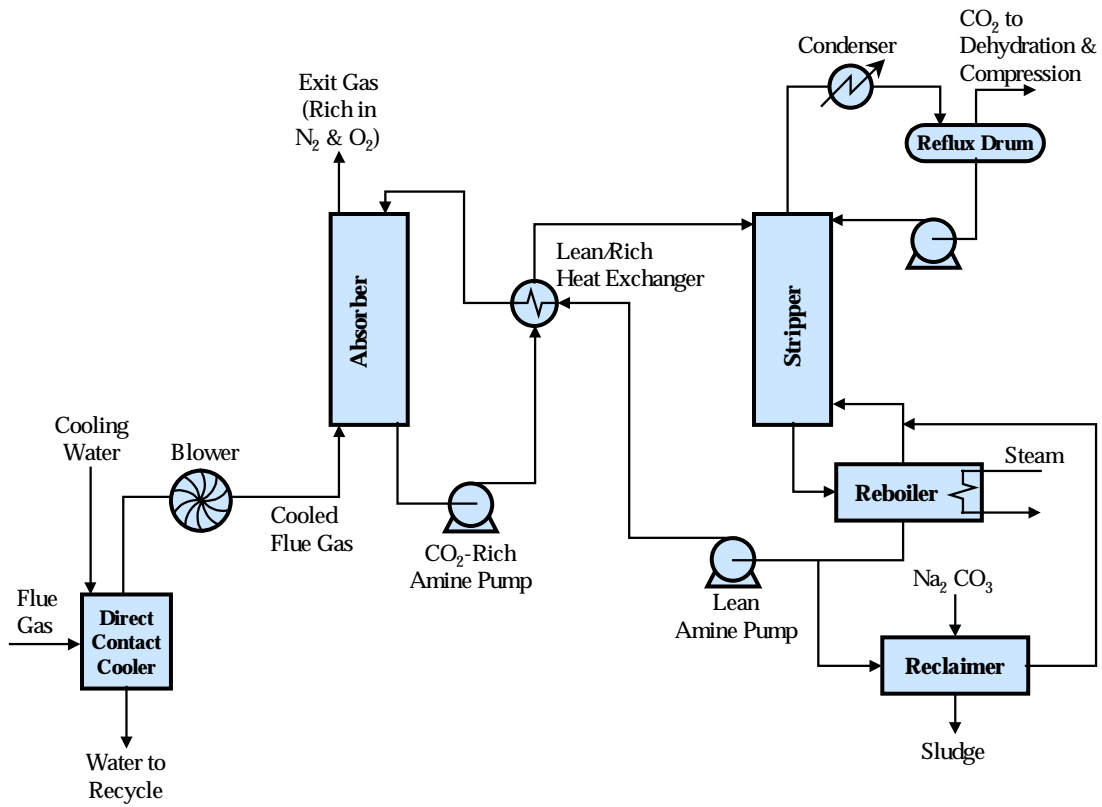 CO₂ to
Dehydration &
Compression
Condenser
Exit Gas
(Rich in
N₂ & O₂)
Reflux Drum
Lean/Rich
Heat Exchanger
Absorber
Stripper
Cooling
Water
Blower
Steam
Reboiler
Cooled
Flue Gas
CO₂-Rich
Amine Pump
Na₂ CO₃
Flue
Gas
Direct
Contact
Cooler
Lean
Amine Pump
Reclaimer
Sludge
Water to
Recycle